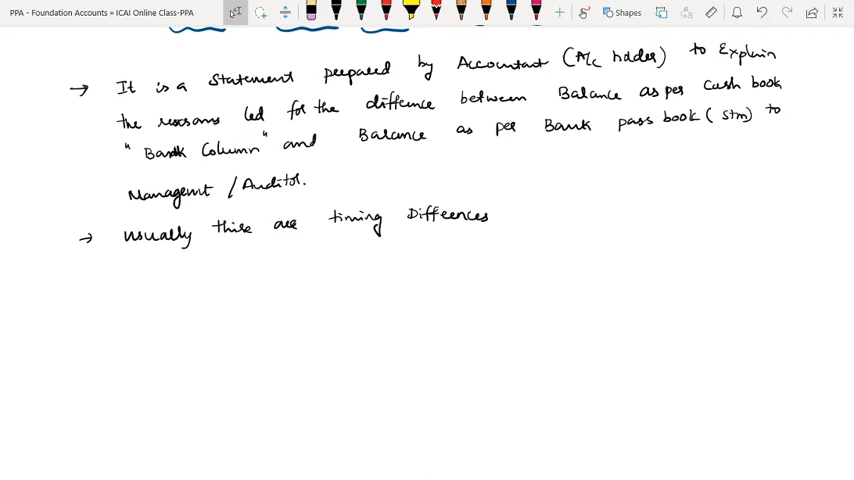 PPA - Foundation Accounts » ICAI Online Class-PPA
Shapes
→ It is a Statement prepared by Accountant (A/c holder) to Explain
the reasons led for the diffeence between Balance as per cash book
"Bank Column" and Balance as per Bank pass book ( Stm) to
Management / Auditor.
→ usually these are timing Diffeences